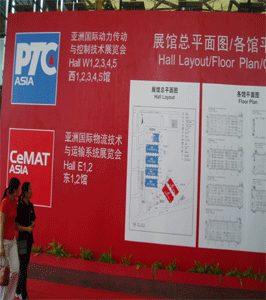 PTC
ASIA
亚洲国际动力传动
与控制技术展览会
Hall W1,2,3,4,5
西1,2,3,4,5馆
CeMAT
ASIA
亚洲国际物流技术
与运输系统展览会
Hall E1,2
东1,2馆
展馆总平面图/各馆平
Hall Layout/Floor Plan/
展馆总平面图
Hall Layout
各馆平面图
Floor Plan